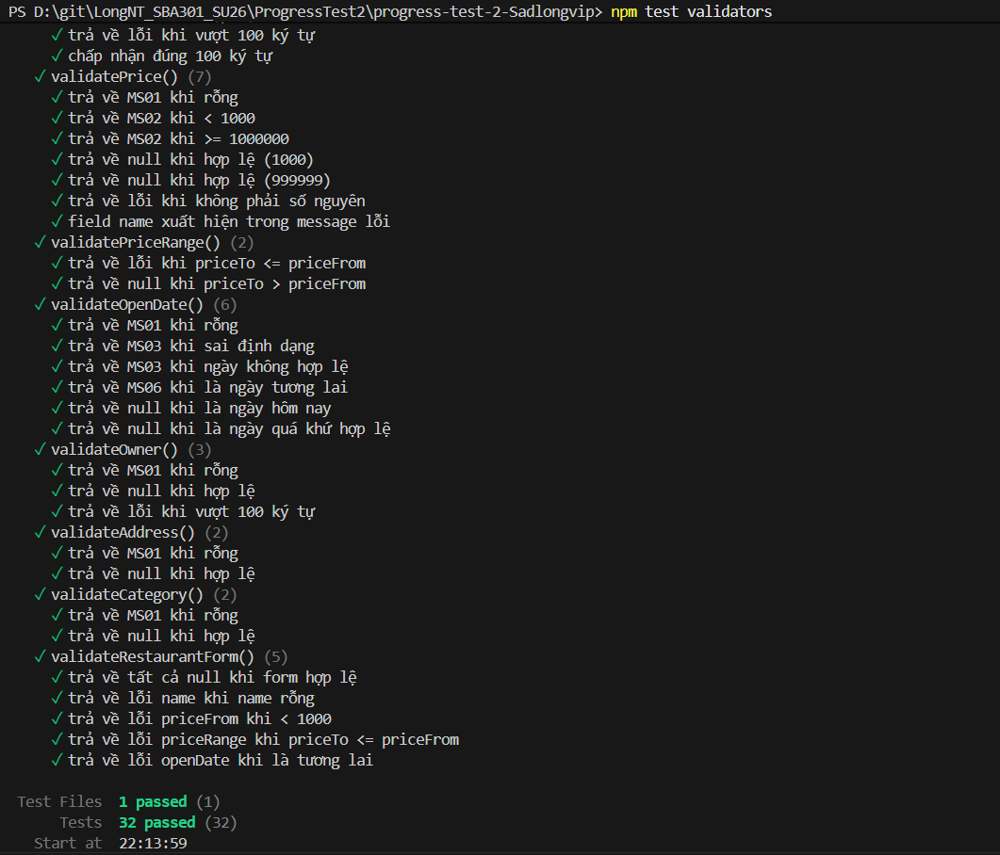 PS D:\git\LongNT_SBA301_SU26\ProgressTest2\progress-test-2-Sadlongvip> npm test validators
✓ trả về lỗi khi vượt 100 ký tự
✓ chấp nhận đúng 100 ký tự
✓ validatePrice() (7)
✓ trả về MS01 khi rỗng
✓ trả về MS02 khi < 1000
✓ trả về MS02 khi >= 1000000
✓ trả về null khi hợp lệ (1000)
✓ trả về null khi hợp lệ (999999)
✓ trả về lỗi khi không phải số nguyên
✓ field name xuất hiện trong message lỗi
✓ validatePriceRange() (2)
✓ trả về lỗi khi priceTo <= priceFrom
✓ trả về null khi priceTo > priceFrom
✓ validateOpenDate() (6)
✓ trả về MS01 khi rỗng
✓ trả về MS03 khi sai định dạng
✓ trả về MS03 khi ngày không hợp lệ
✓ trả về MS06 khi là ngày tương lai
✓ trả về null khi là ngày hôm nay
✓ trả về null khi là ngày quá khứ hợp lệ
✓ validateOwner() (3)
✓ trả về MS01 khi rỗng
✓ trả về null khi hợp lệ
✓ trả về lỗi khi vượt 100 ký tự
✓ validateAddress() (2)
✓ trả về MS01 khi rỗng
✓ trả về null khi hợp lệ
✓ validateCategory() (2)
✓ trả về MS01 khi rỗng
✓ trả về null khi hợp lệ
✓ validateRestaurantForm() (5)
✓ trả về tất cả null khi form hợp lệ
✓ trả về lỗi name khi name rỗng
✓ trả về lỗi priceFrom khi < 1000
✓ trả về lỗi priceRange khi priceTo <= priceFrom
✓ trả về lỗi openDate khi là tương lai
Test Files 1 passed (1)
Tests 32 passed (32)
Start at 22:13:59